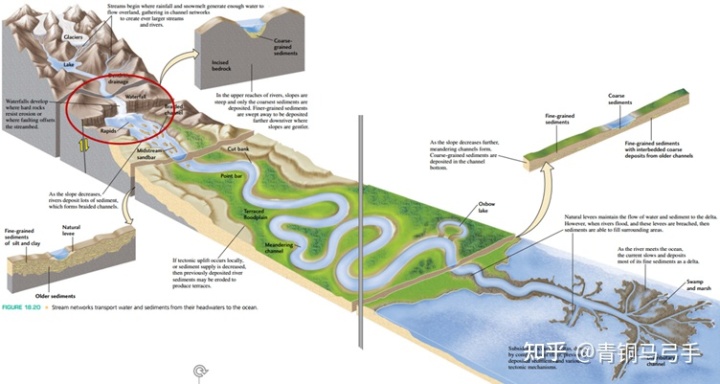 Streams begin where rainfall and snowmelt generate enough water to
flow overland, gathering in channel networks
to create ever larger streams
and rivers.
Glaciers
Lake
drainage
Waterfall
Waterfalls develop
where hard rocks
resist erosion or
where faulting offsets
the streambed.
Rapids
Midstream
sandbar
Coarse-
grained
sediments
Incised
bedrock
In the upper reaches of rivers, slopes are
steep and only the coarsest sediments are
deposited. Finer-grained sediments
are swept away to be deposited
farther downriver where
slopes are gentler.
Cut bank
Point bar
As the slope decreases,
rivers deposit lots of sediment,
which forms braided channels.
Fine-grained
sediments
of silt and clay
Natural
levee
Older sediments
Terraced
floodplain
Meandering
channel
If tectonic uplift occurs locally,
or sediment supply is decreased,
then previously deposited river
sediments may be eroded to
produce terraces.
As the slope decreases further,
meandering channels form.
Coarse-grained sediments are
deposited in the channel
bottom.
Fine-grained
sediments
Coarse
sediments
Fine-grained sediments
with interbedded coarse
deposits from older channels
Oxbow
lake
Natural levees maintain the flow of water and sediment to the delta.
However, when rivers flood, and these levees are breached, then
sediments are able to fill surrounding areas.
As the river meets the ocean,
the current slows and deposits
most of its fine sediments as a delta.
Swamp
and marsh
channel
tectonic mechanisms.
FIGURE 18.20 Stream networks transport water and sediments from their headwaters to the ocean.
知乎 @青铜马弓手